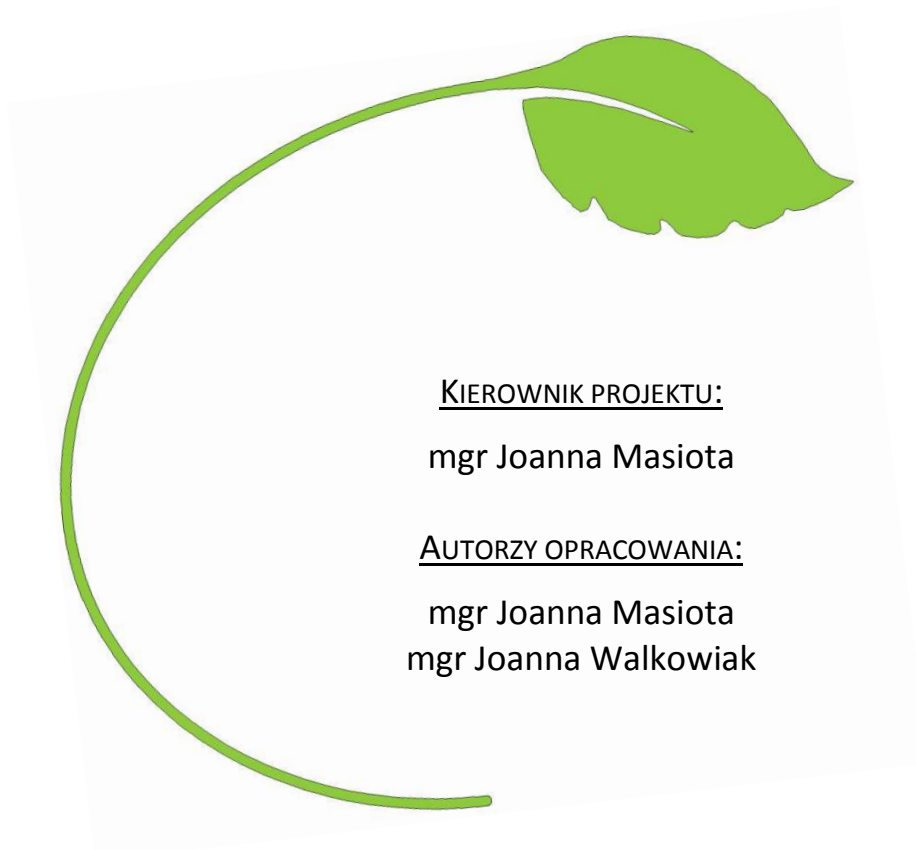 KIEROWNIK PROJEKTU:
mgr Joanna Masiota
AUTORZY OPRACOWANIA:
mgr Joanna Masiota
mgr Joanna Walkowiak